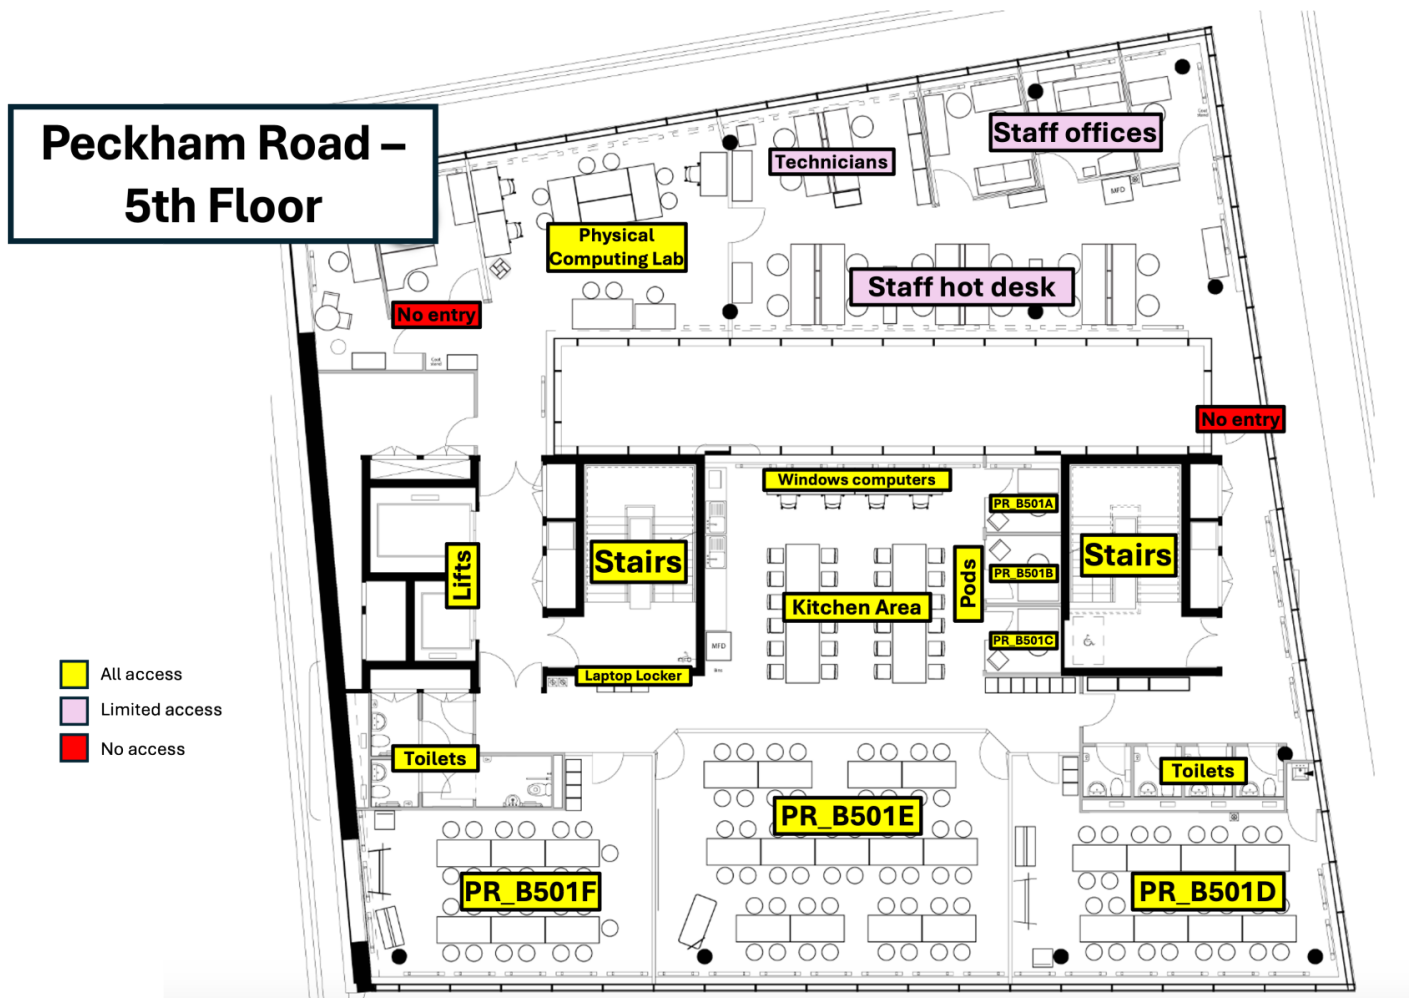 Peckham Road –
5th Floor
Staff offices
Technicians
MFD
Physical
Computing Lab
Staff hot desk
No entry
No entry
Windows computers
PR_B501A
Lifts
Stairs
Stairs
Pods
PR_B501B
Kitchen Area
PR_B501C
MFD
Laptop Locker
All access
Limited access
No access
Toilets
Toilets
PR_B501E
PR_B501F
PR_B501D